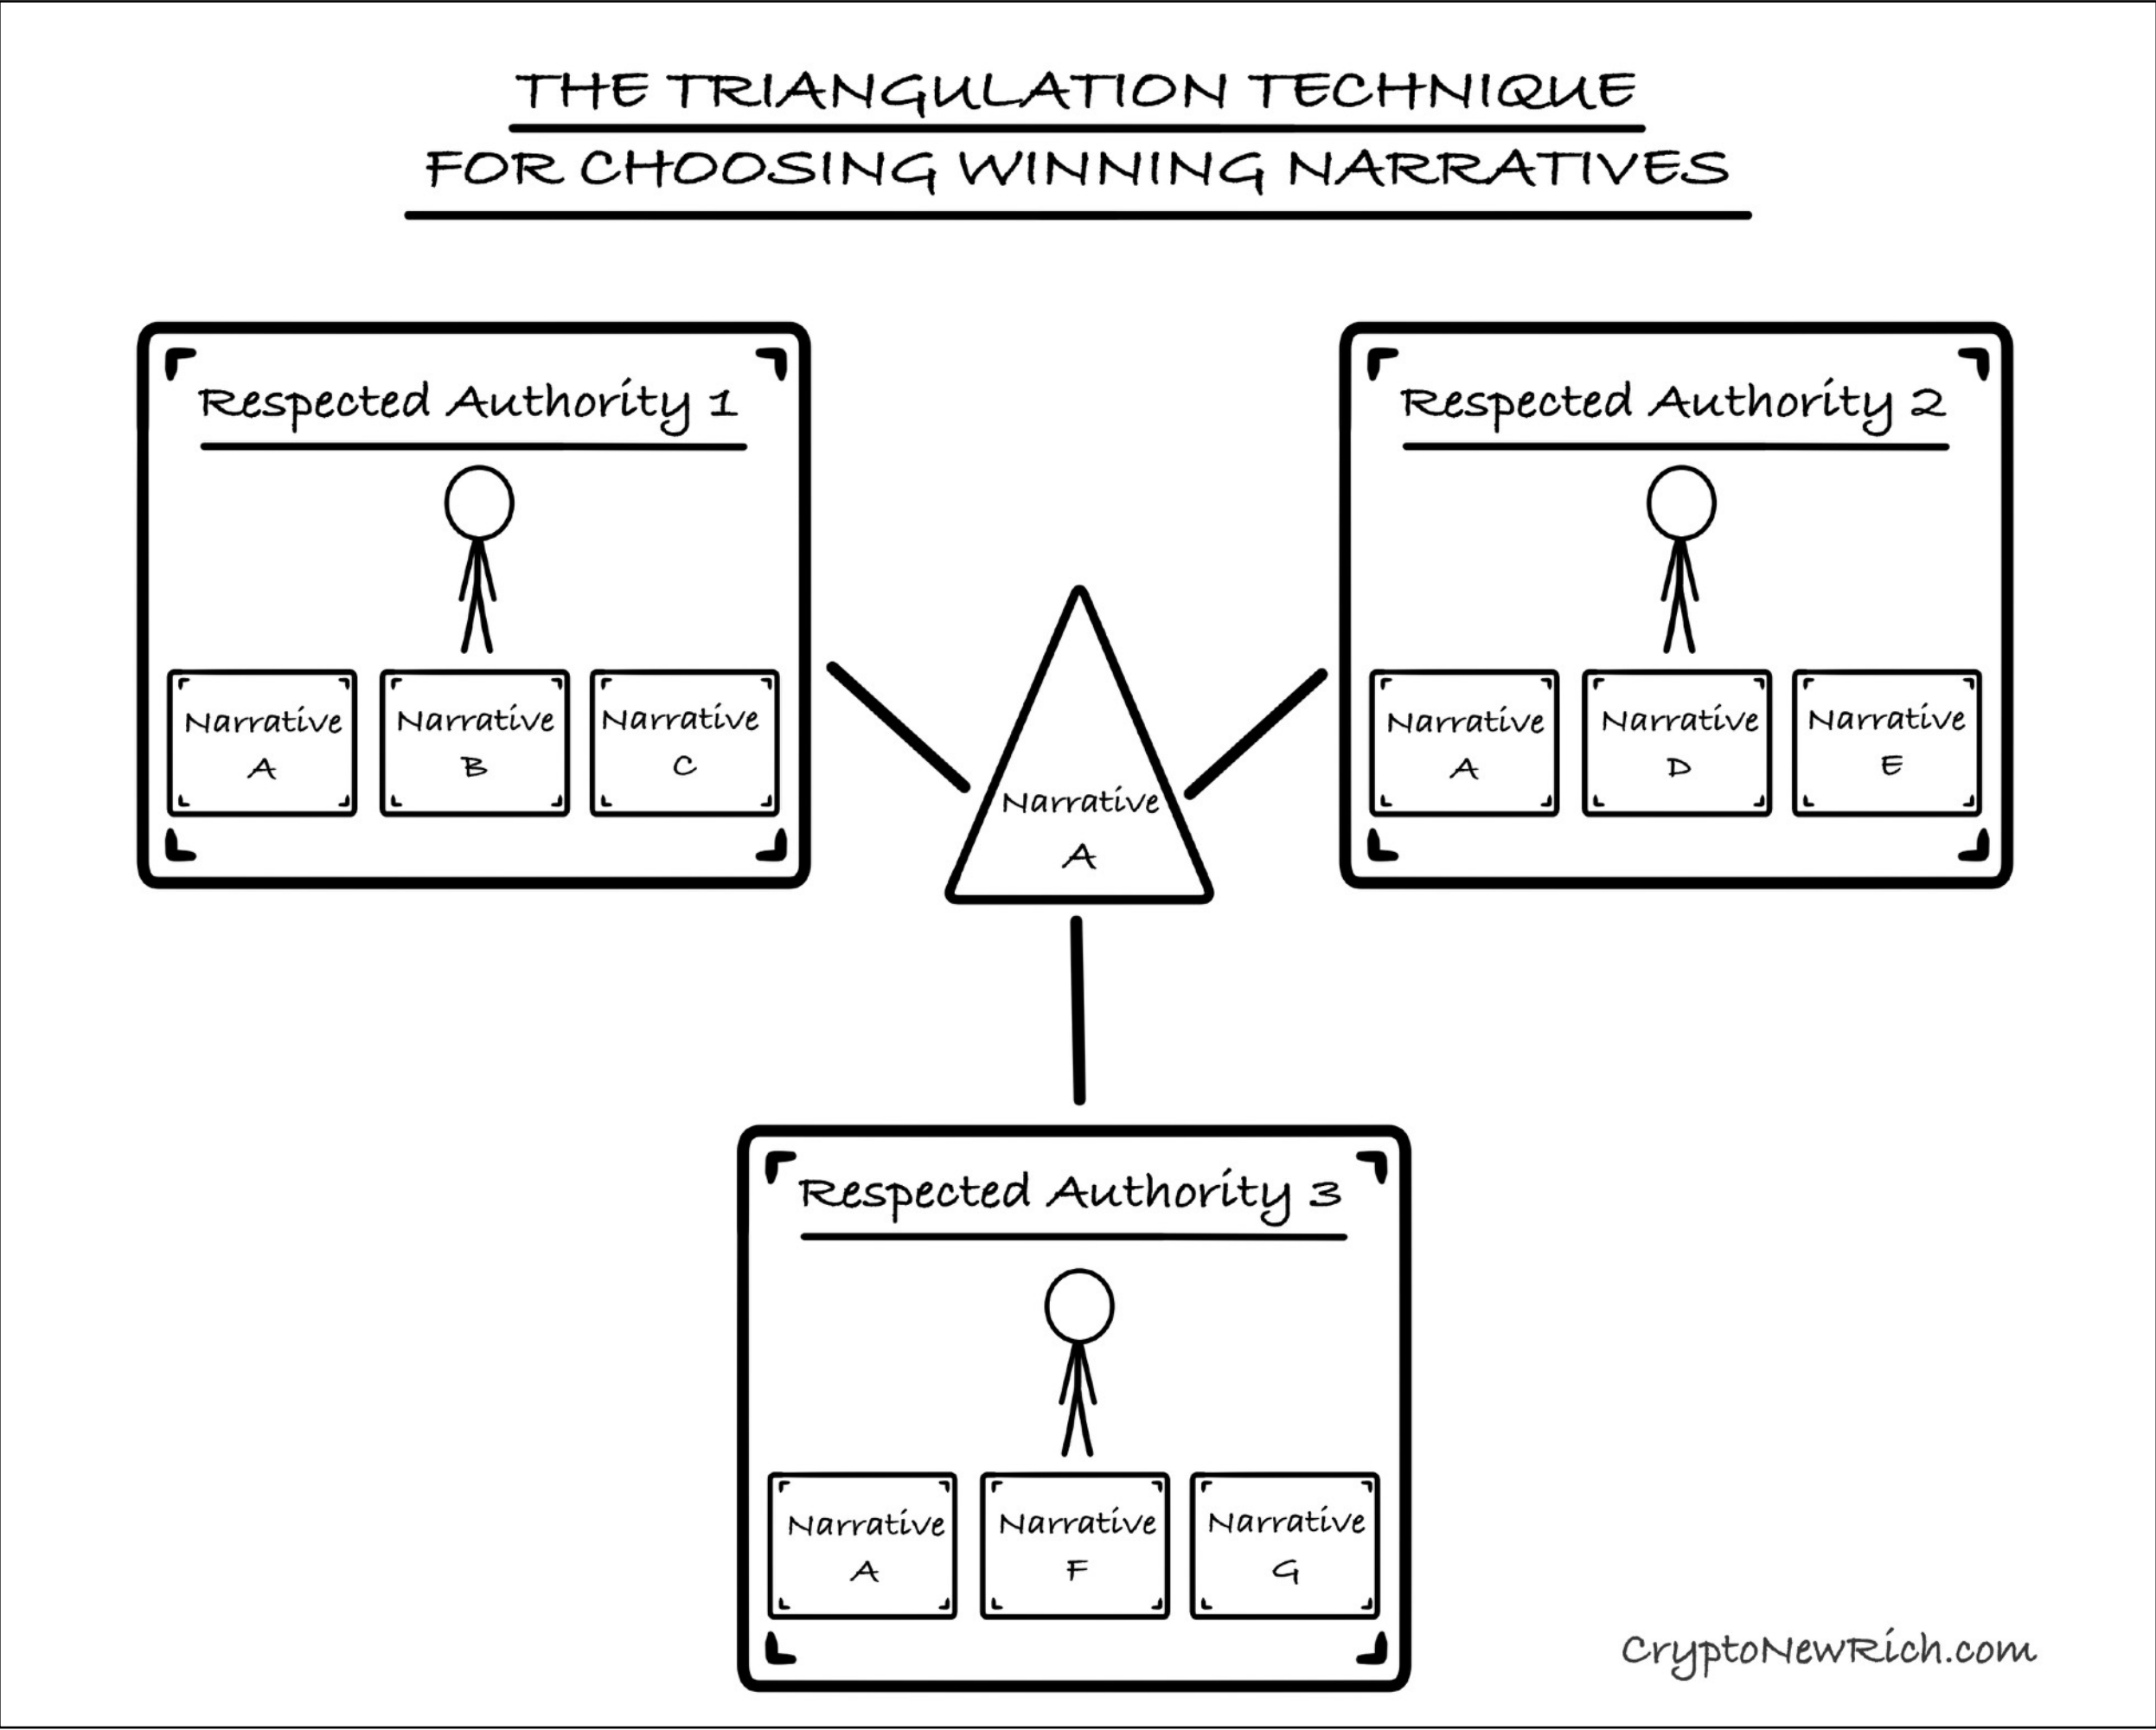 THE TRIANGULATION TECHNIQUE
FOR CHOOSING WINNING NARRATIVES
Respected Authority 1
Narrative
A
Narrative
B
Narrative
C
Respected Authority 2
Narrative
A
Narrative
D
Narrative
E
Narrative
A
Respected Authority 3
Narrative
A
Narrative
F
Narrative
G
CryptoNewRich.com